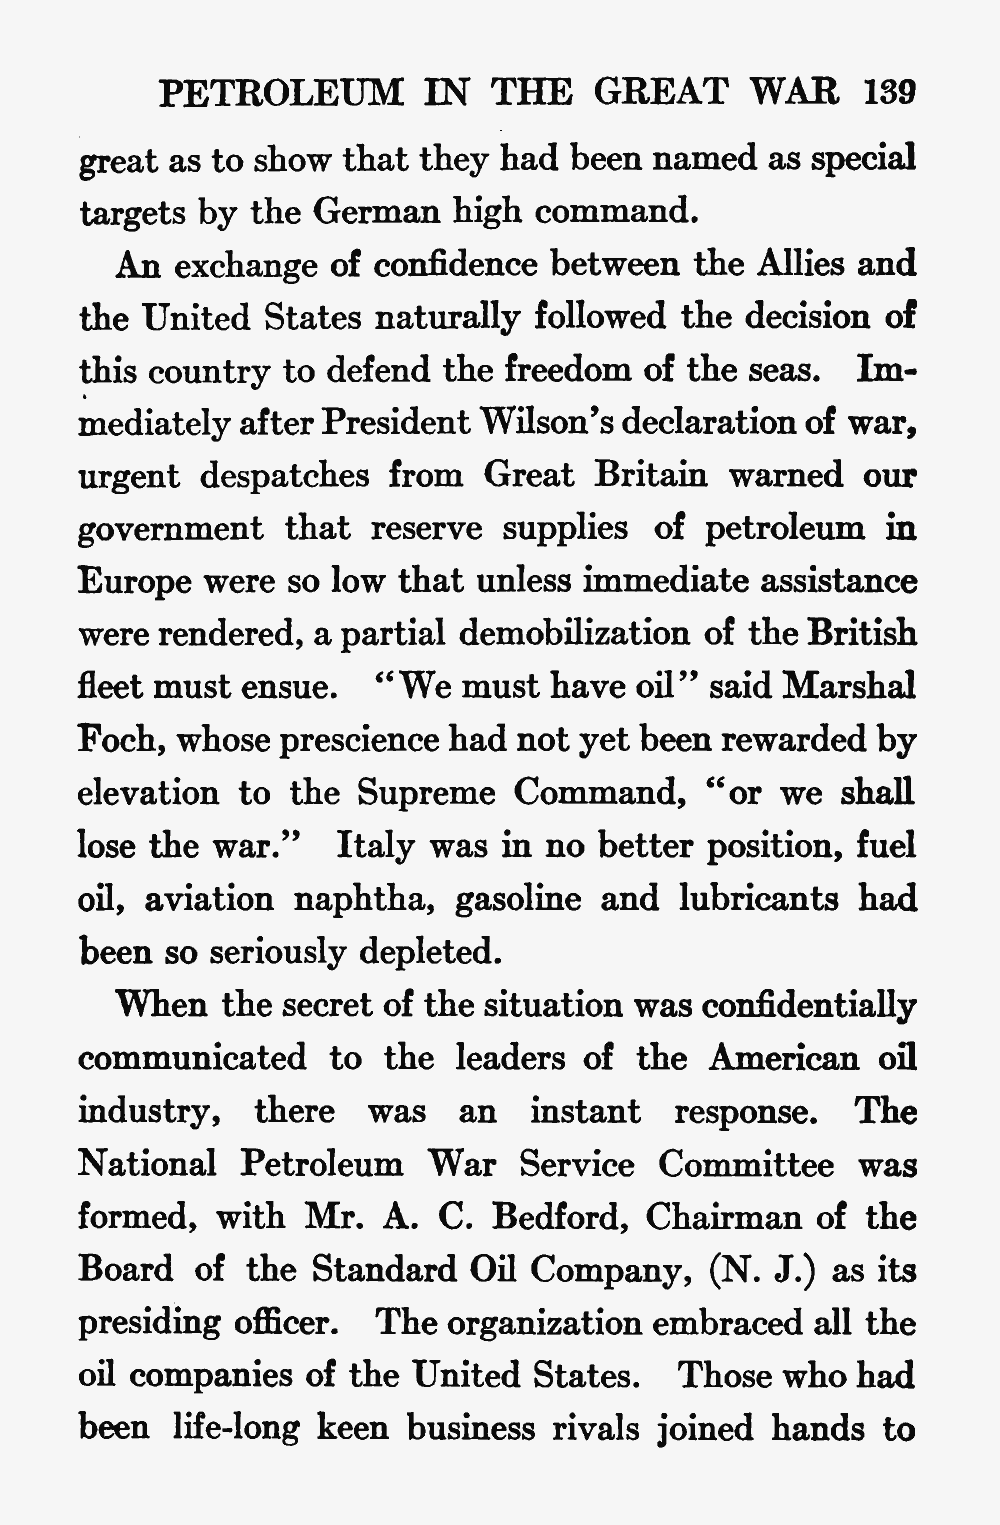 PETROLEUM IN THE GREAT WAR 139
great as to show that they had been named as special
targets by the German high command.
An exchange of confidence between the Allies and
the United States naturally followed the decision of
this country to defend the freedom of the seas. Im-
mediately after President Wilson's declaration of war,
urgent despatches from Great Britain warned our
government that reserve supplies of petroleum in
Europe were so low that unless immediate assistance
were rendered, a partial demobilization of the British
fleet must ensue. "We must have oil" said Marshal
Foch, whose prescience had not yet been rewarded by
elevation to the Supreme Command, "or we shall
lose the war." Italy was in no better position, fuel
oil, aviation naphtha, gasoline and lubricants had
been so seriously depleted.
When the secret of the situation was confidentially
communicated to the leaders of the American oil
industry, there was an instant response. The
National Petroleum War Service Committee was
formed, with Mr. A. C. Bedford, Chairman of the
Board of the Standard Oil Company, (N. J.) as its
presiding officer. The organization embraced all the
oil companies of the United States. Those who had
been life-long keen business rivals joined hands to